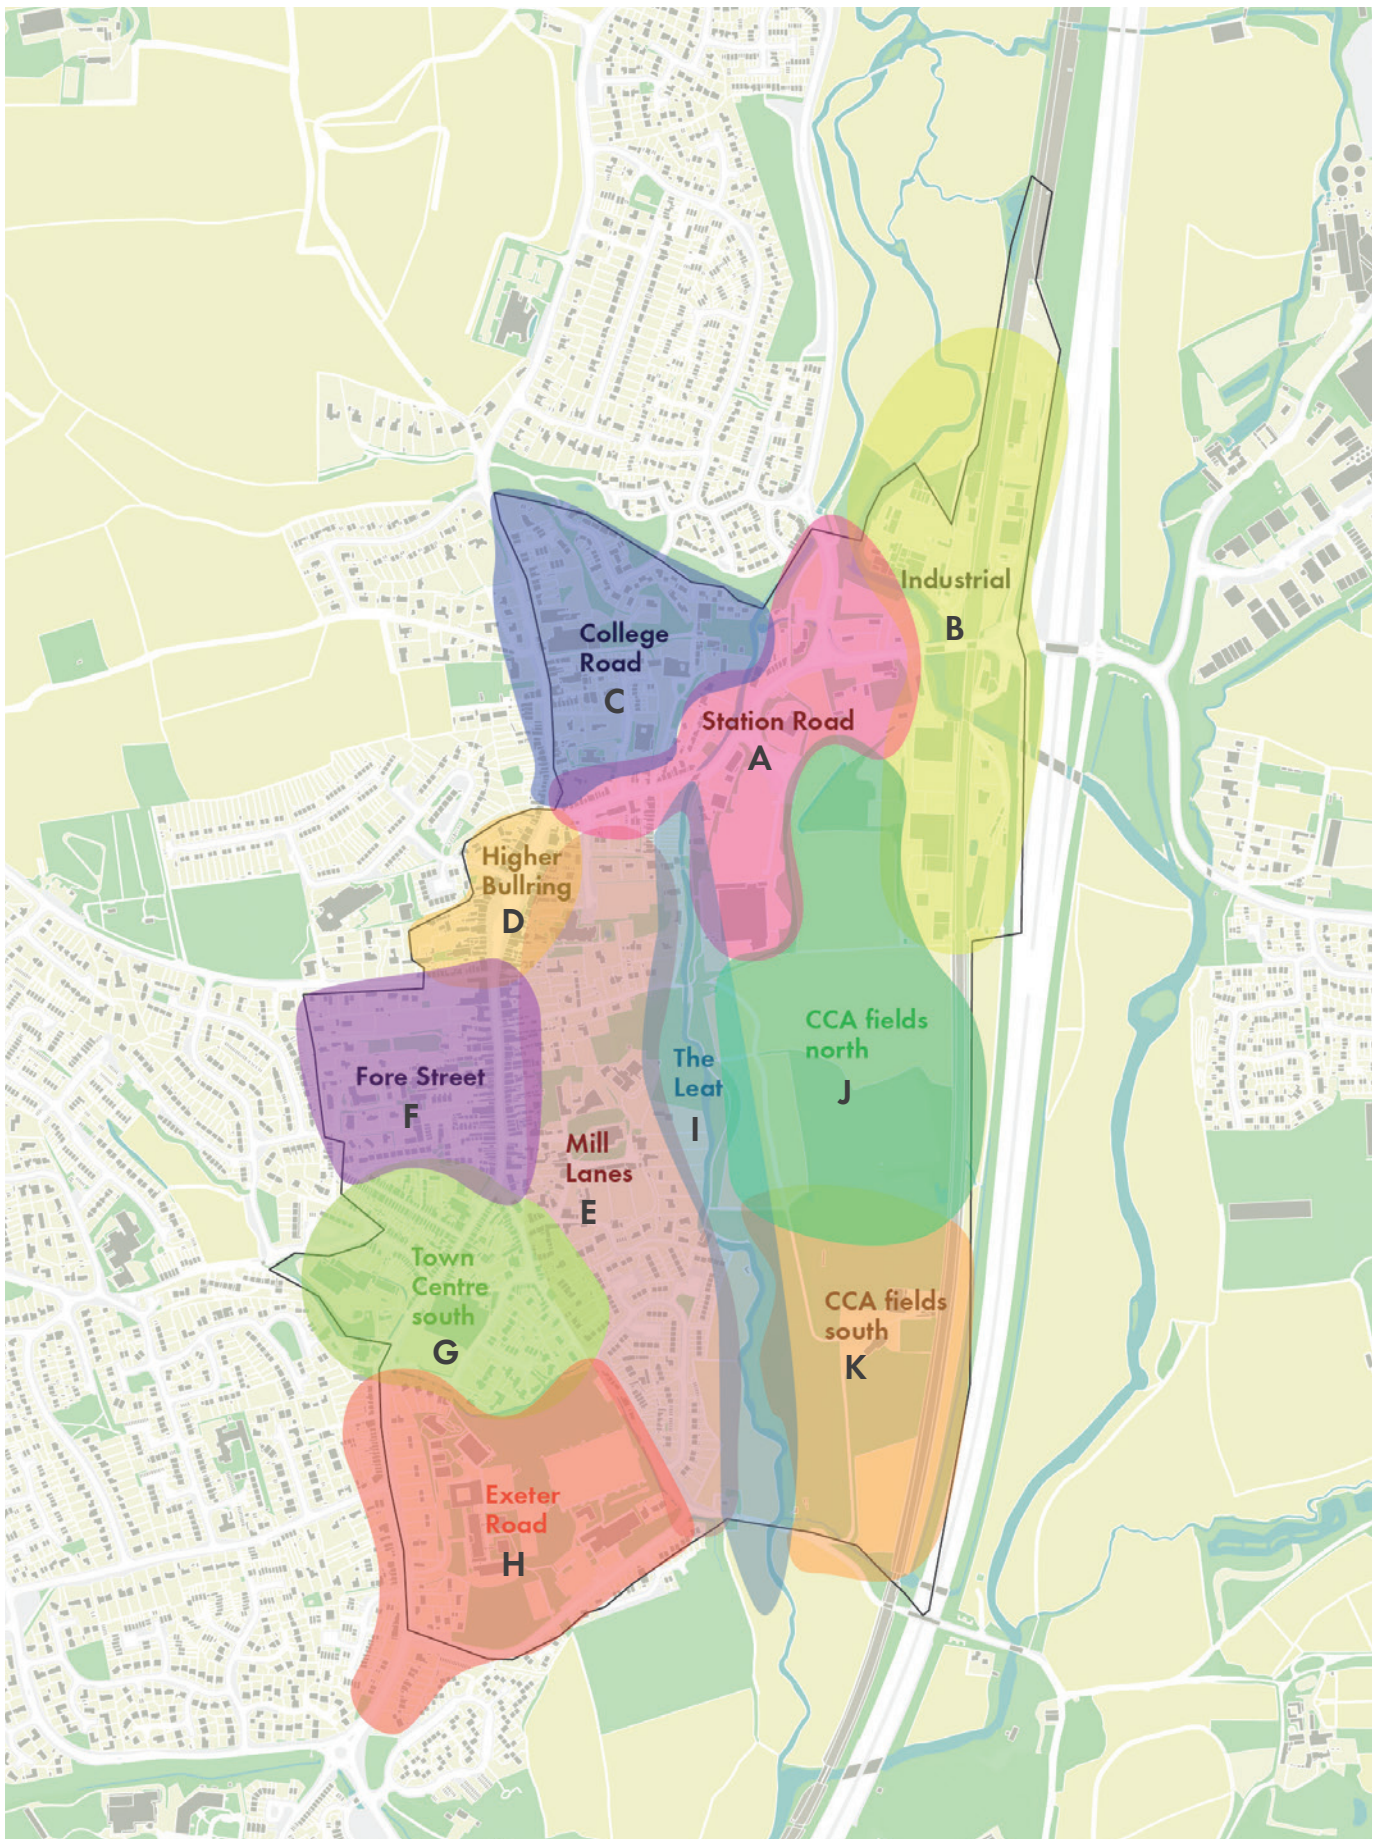 Industrial
B
College
Road
C
Station Road
A
Higher
Bullring
D
CCA fields
north
J
The
Leat
I
Fore Street
F
Mill
Lanes
E
Town
Centre
south
G
CCA fields
south
K
Exeter
Road
H